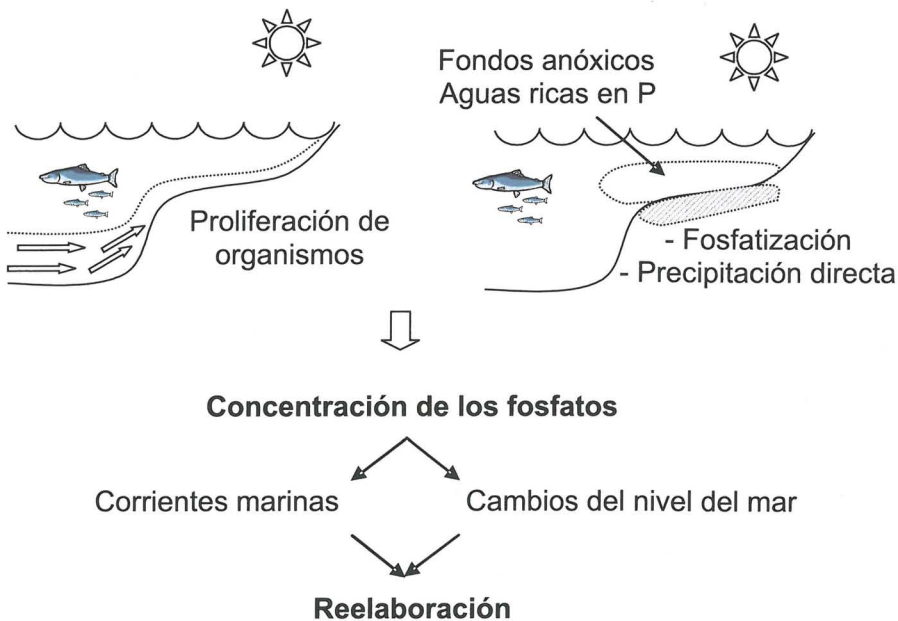 Fondos anóxicos
Aguas ricas en P
Proliferación de
organismos
- Fosfatización
- Precipitación directa
Concentración de los fosfatos
Corrientes marinas
Cambios del nivel del mar
Reelaboración